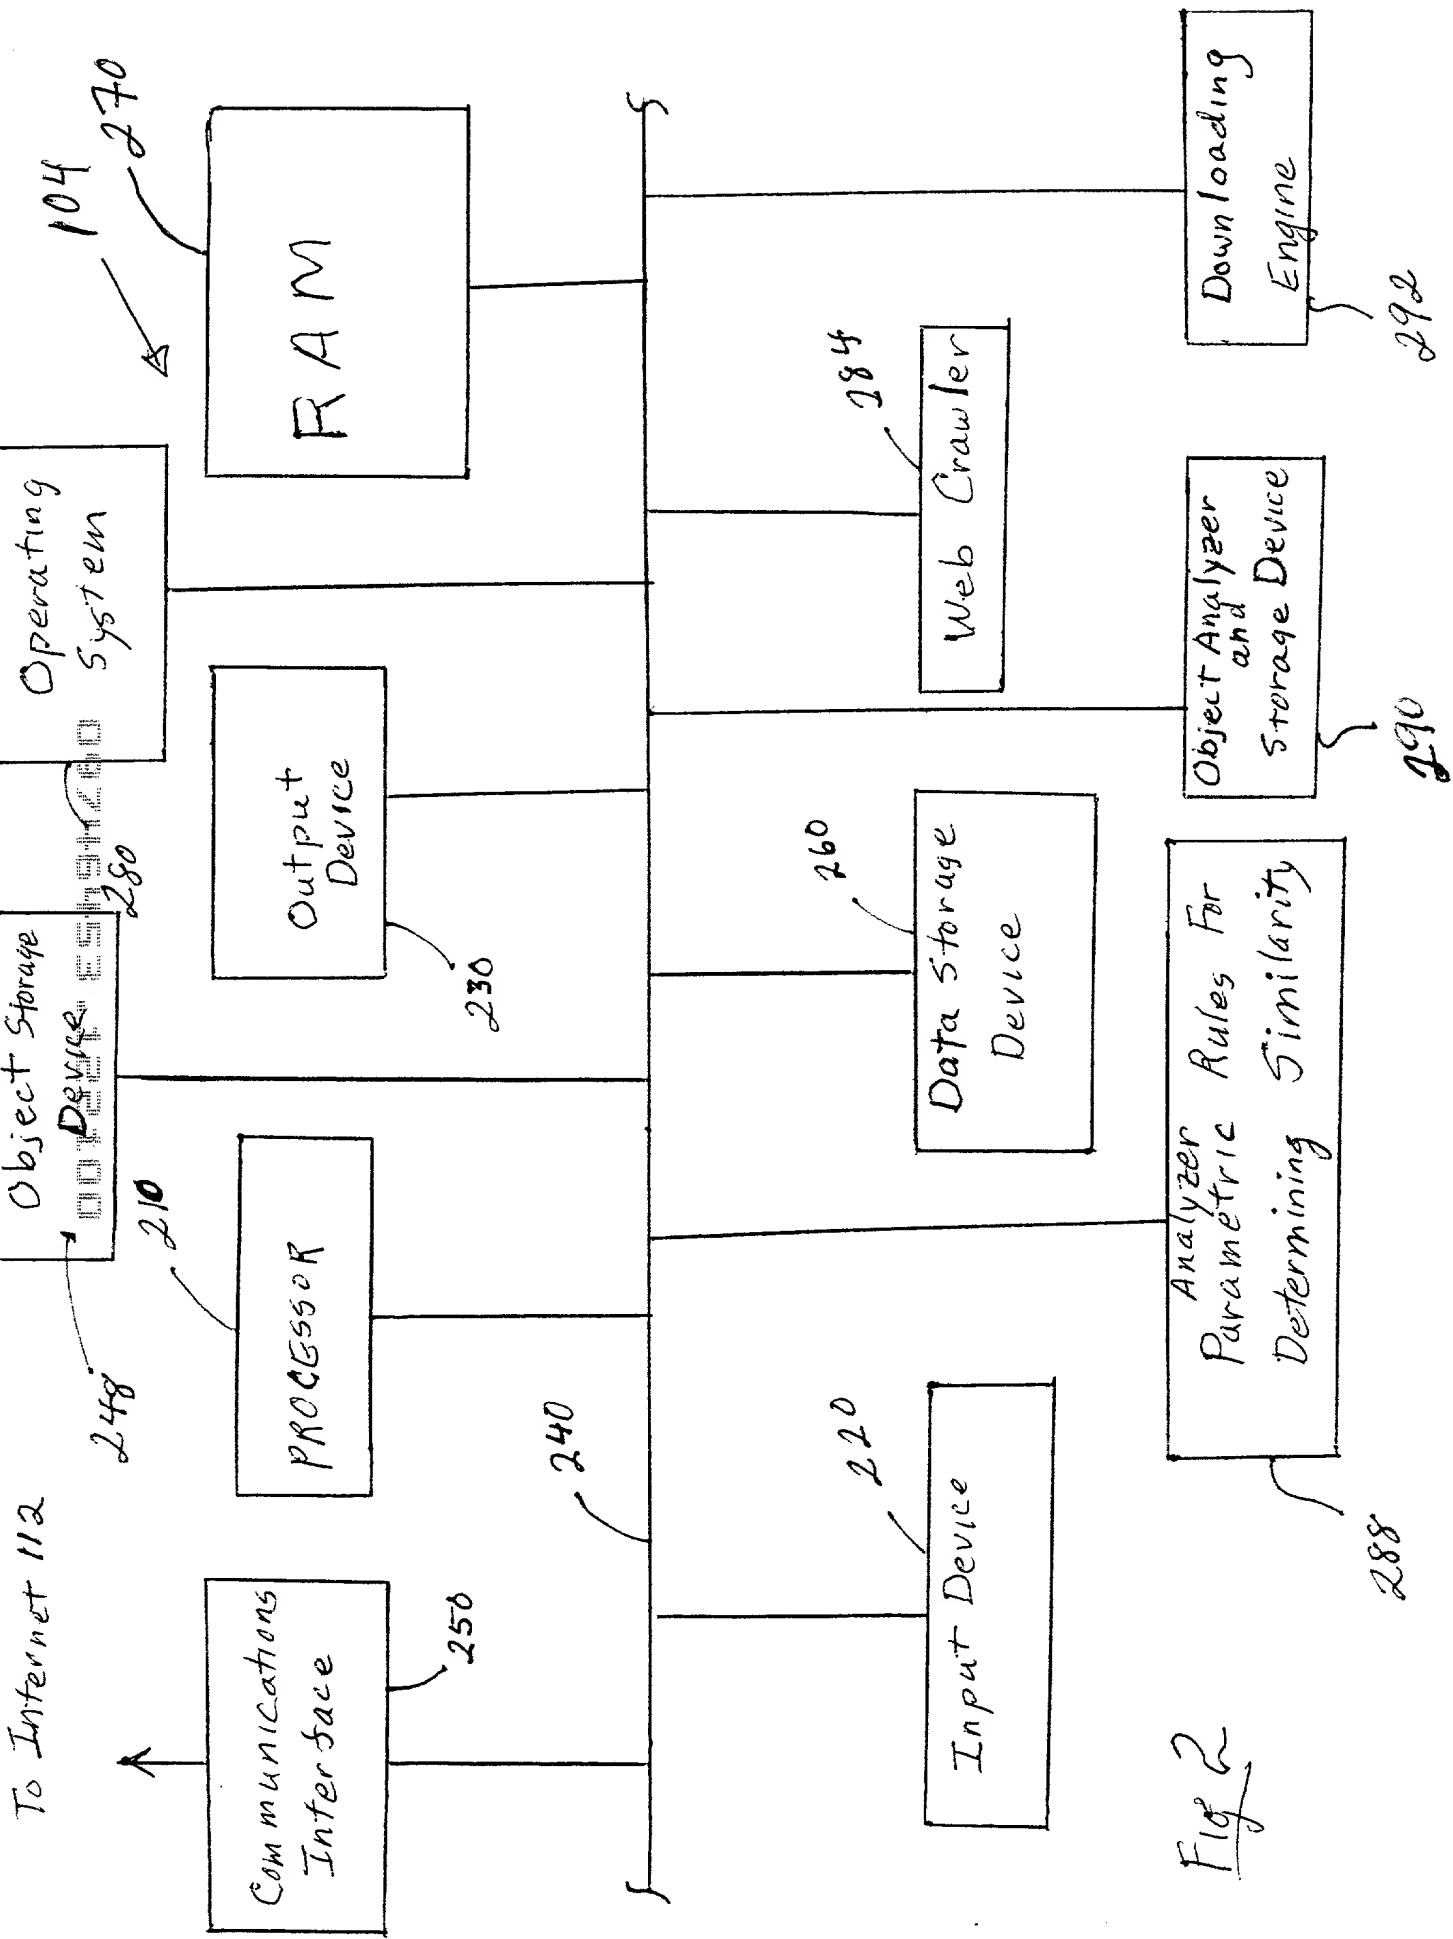 To Internet 112
248
Object Storage
Device
280
Operating
System
104
270
RAM
Communications
Interface
250
210
PROCESSOR
Output
Device
230
240
220
Input Device
260
Data Storage
Device
284
Web Crawler
Analyzer
Parametric Rules For
Determining Similarity
288
Object Analyzer
and
Storage Device
290
Downloading
Engine
292
Fig 2